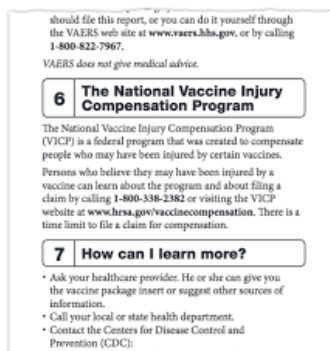 should file this report, or you can do it yourself through
the VAERS web site at www.vaers.hhs.gov, or by calling
1-800-822-7967.
VAERS does not give medical advice.
6 The National Vaccine Injury
Compensation Program
The National Vaccine Injury Compensation Program
(VICP) is a federal program that was created to compensate
people who may have been injured by certain vaccines.
Persons who believe they may have been injured by a
vaccine can learn about the program and about filing a
claim by calling 1-800-338-2382 or visiting the VICP
website at www.hrsa.gov/vaccinecompensation. There is a
time limit to file a claim for compensation.
7 How can I learn more?
• Ask your healthcare provider. He or she can give you
the vaccine package insert or suggest other sources of
information.
• Call your local or state health department.
• Contact the Centers for Disease Control and
Prevention (CDC):